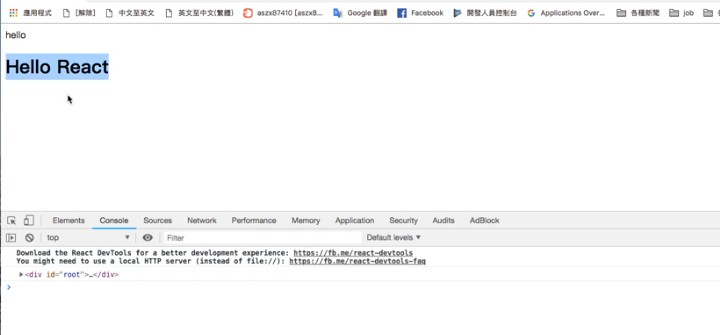 應用程式 [解除] 中文至英文 英英至中文(繁體) aszx87410 [aszx8... Google 翻譯 Facebook 開發人員控制台 Applications Over... 各種新聞 job
hello
Hello React
Elements Console Sources Network Performance Memory Application Security Audits AdBlock
top Filter Default levels ▼
Download the React DevTools for a better development experience: https://fb.me/react-devtools
You might need to use a local HTTP server (instead of file://): https://fb.me/react-devtools-faq
<div id="root">…</div>